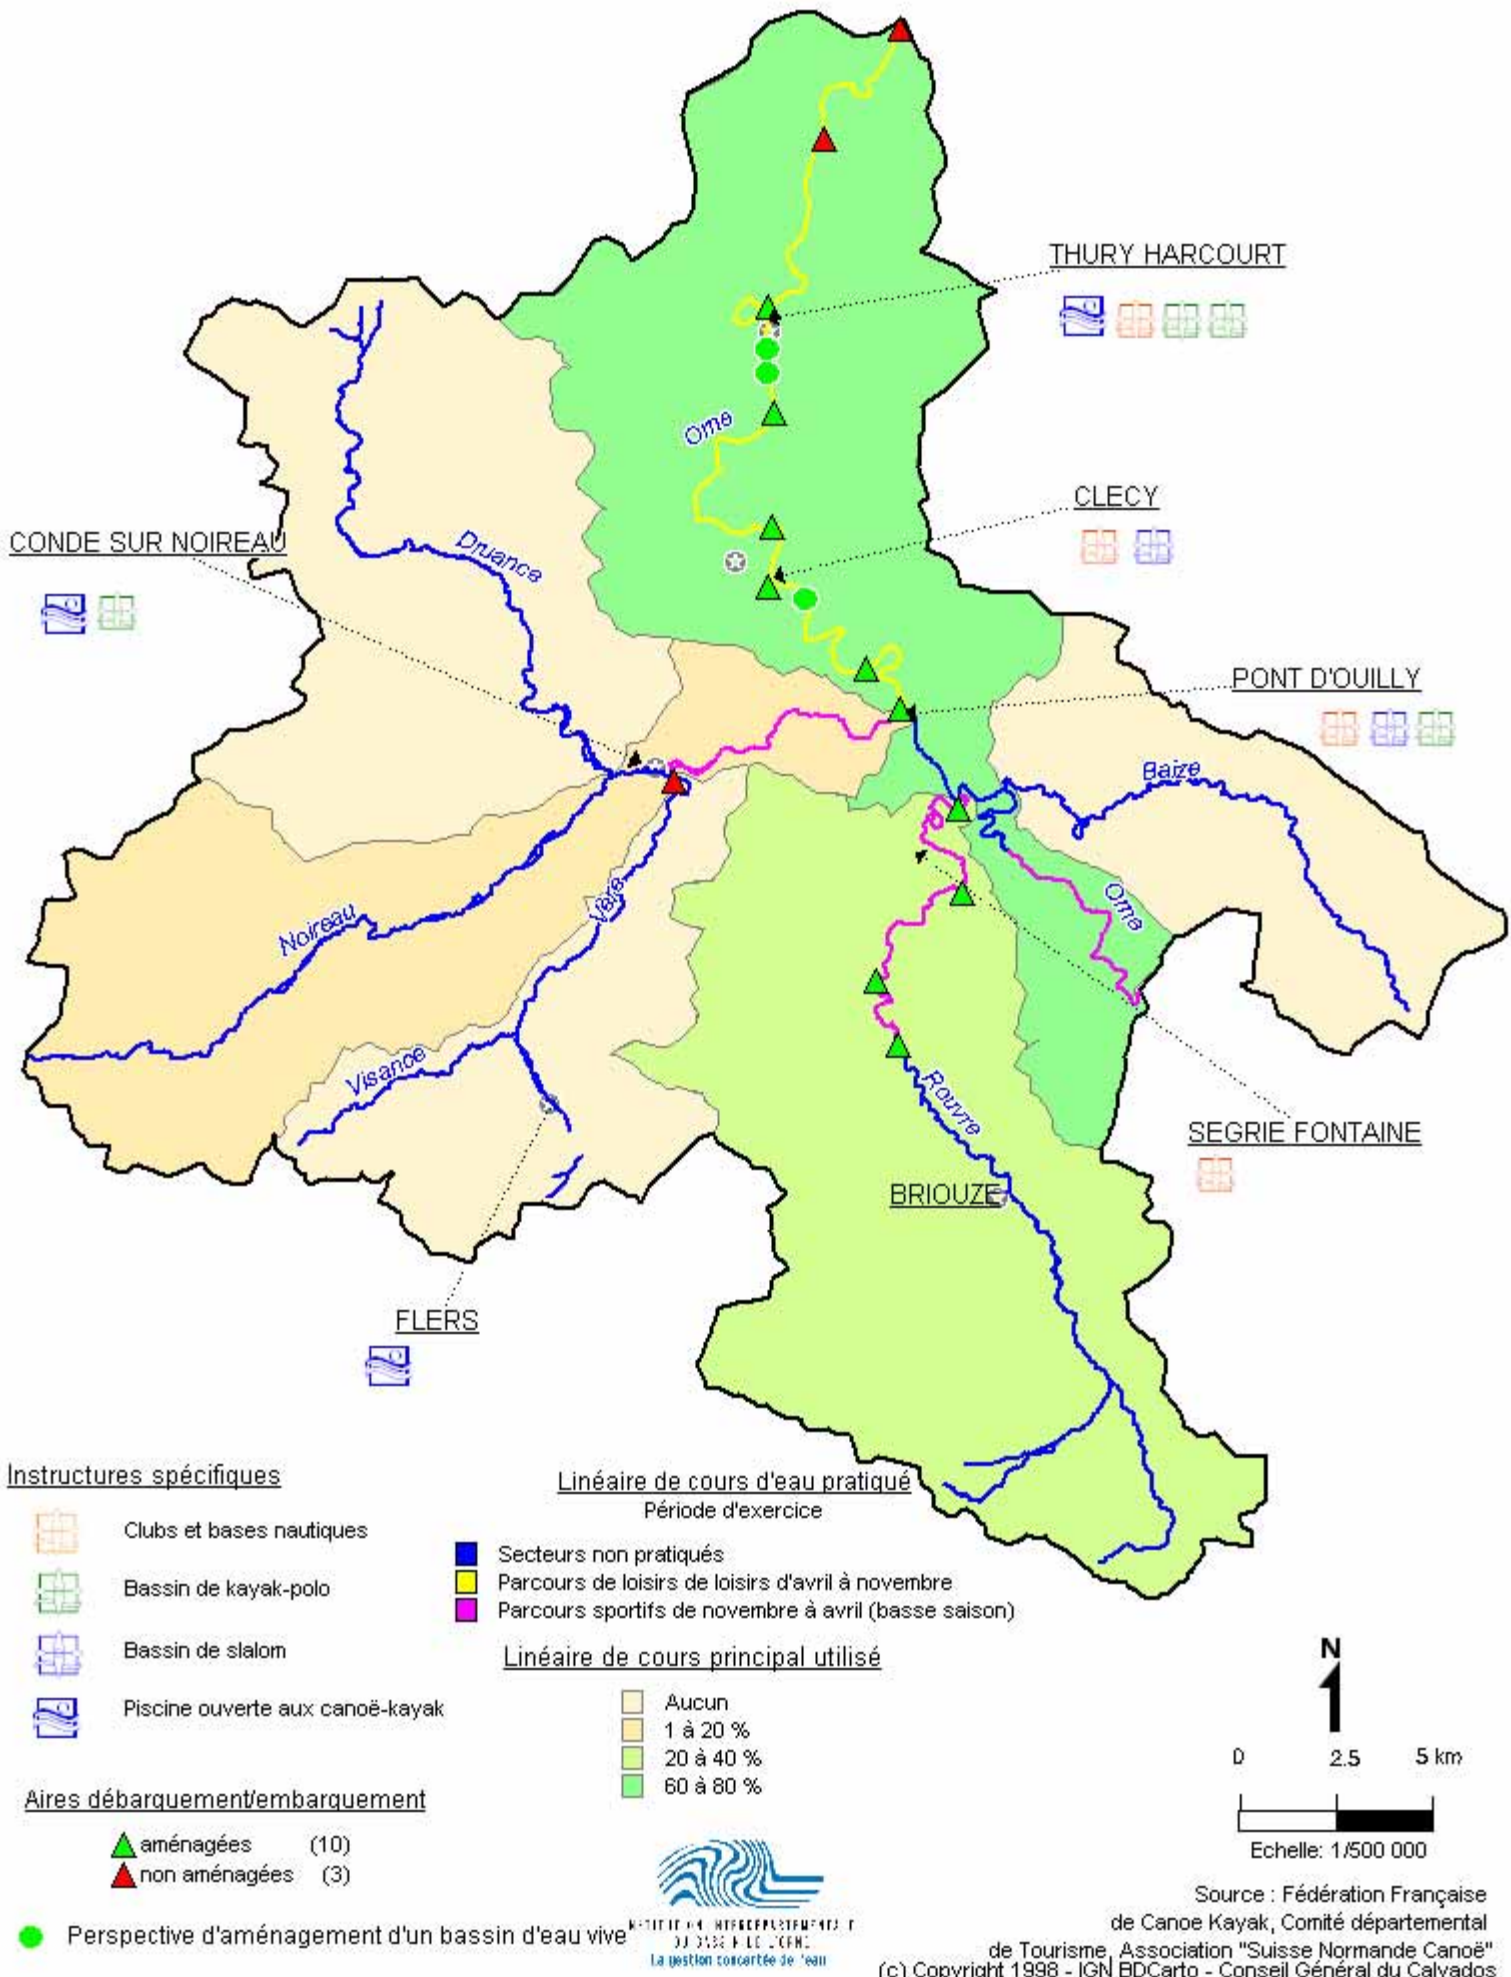 THURY HARCOURT
Orne
CLECY
CONDE SUR NOIREAU
Druance
PONT D'OUILLY
Baize
Orne
Vère
Noireau
Visance
Rouvre
SEGRIE FONTAINE
BRIOUZE
FLERS
Instructures spécifiques
Clubs et bases nautiques
Bassin de kayak-polo
Bassin de slalom
Piscine ouverte aux canoë-kayak
Aires débarquement/embarquement
aménagées (10)
non aménagées (3)
Perspective d'aménagement d'un bassin d'eau vive
Linéaire de cours d'eau pratiqué
Période d'exercice
Secteurs non pratiqués
Parcours de loisirs de loisirs d'avril à novembre
Parcours sportifs de novembre à avril (basse saison)
Linéaire de cours principal utilisé
Aucun
1 à 20 %
20 à 40 %
60 à 80 %
La gestion concertée de l'eau
N
0 2.5 5 km
Echelle: 1/500 000
Source : Fédération Française
de Canoe Kayak, Comité départemental
de Tourisme, Association "Suisse Normande Canoë"
(c) Copyright 1998 - IGN BDCarto - Conseil Général du Calvados